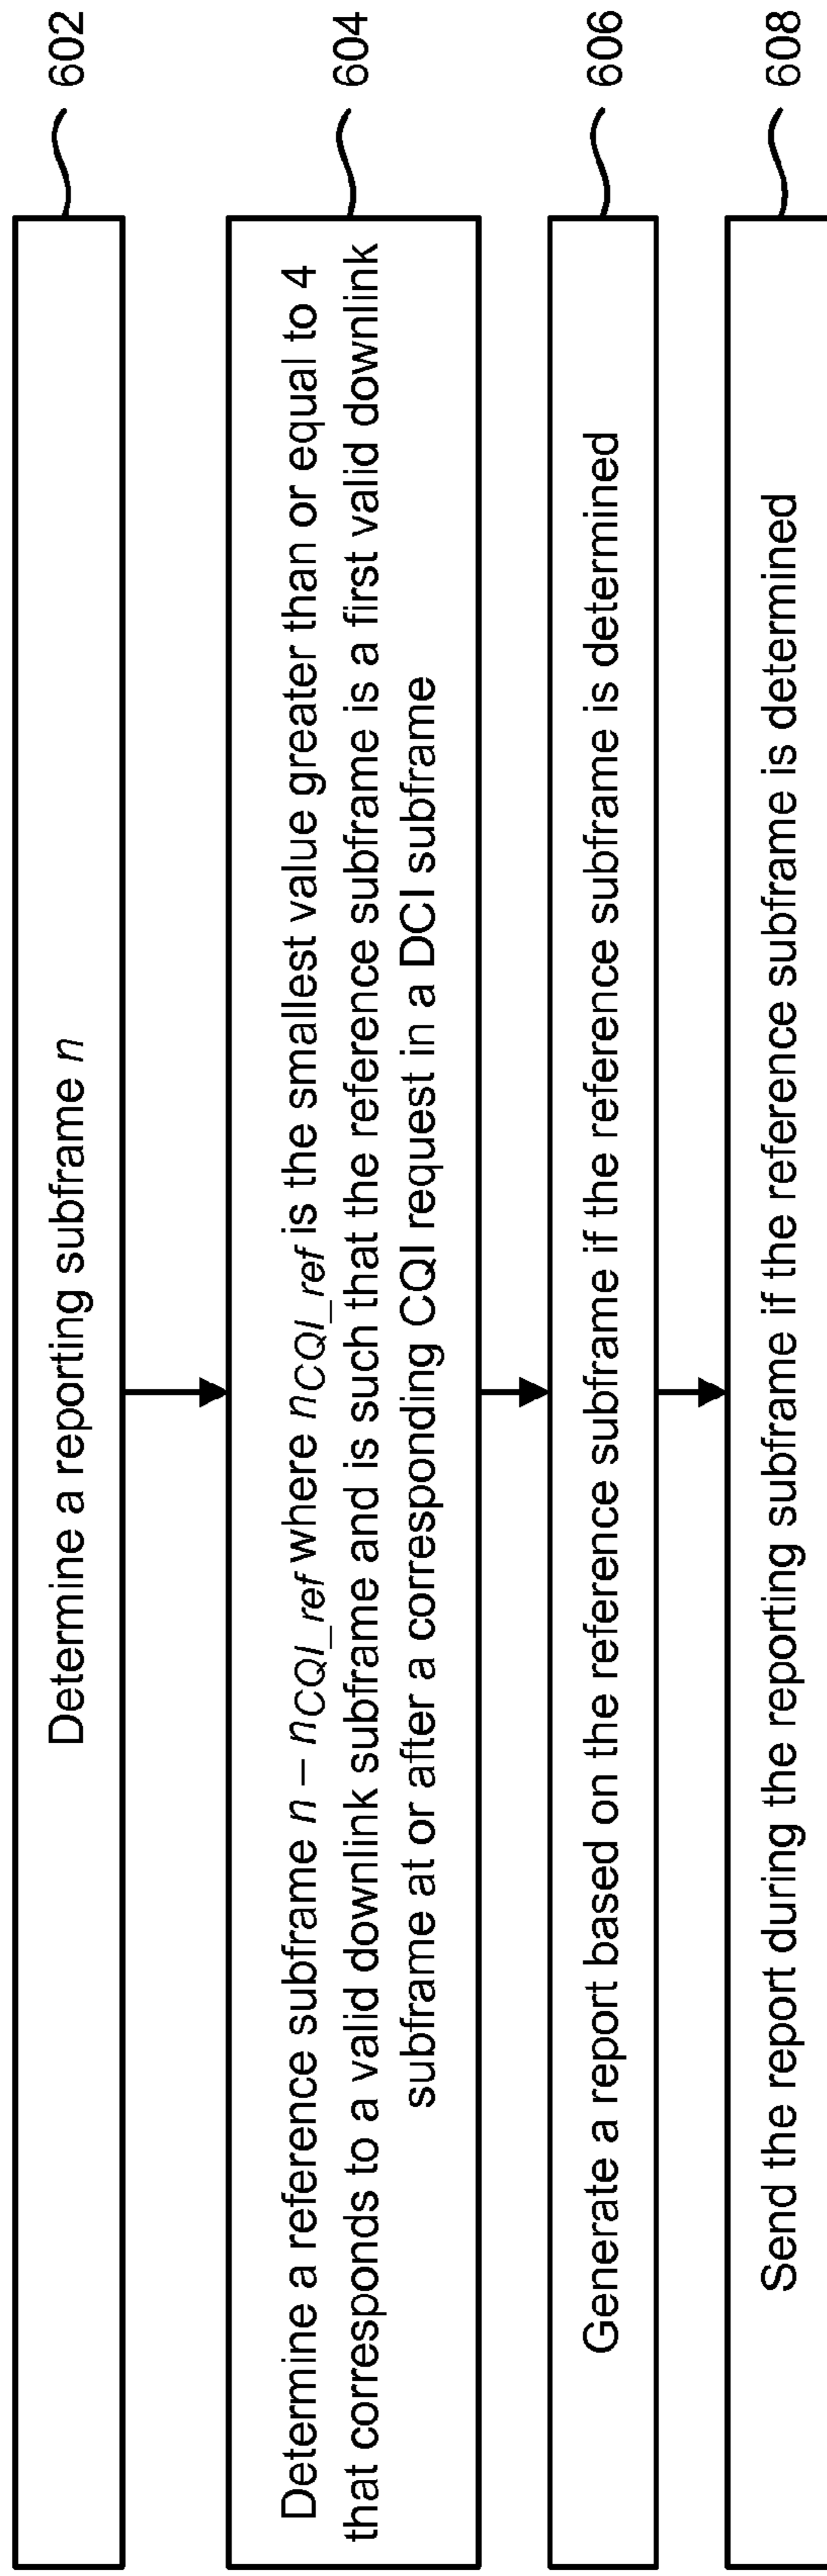 Determine a reporting subframe n
602
Determine a reference subframe n – nCQI_ref where nCQI_ref is the smallest value greater than or equal to 4
that corresponds to a valid downlink subframe and is such that the reference subframe is a first valid downlink
subframe at or after a corresponding CQI request in a DCI subframe
604
Generate a report based on the reference subframe if the reference subframe is determined
606
Send the report during the reporting subframe if the reference subframe is determined
608